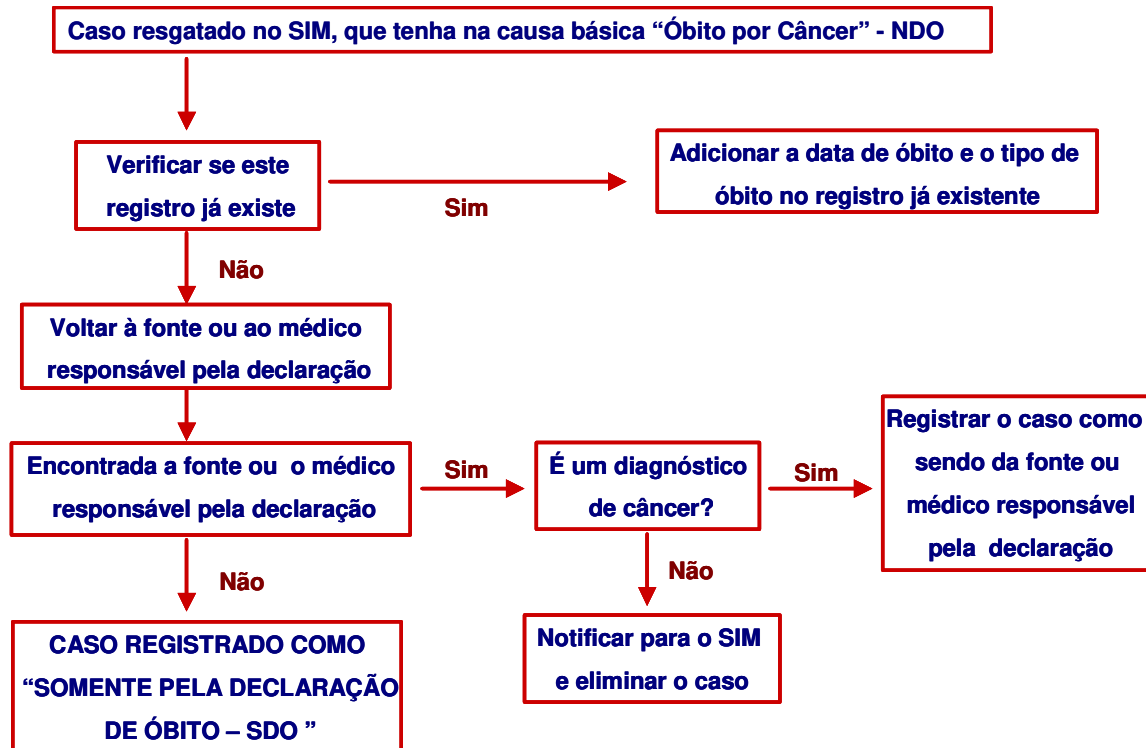 Caso resgatado no SIM, que tenha na causa básica “Óbito por Câncer” - NDO
Verificar se este
registro já existe
Sim
Adicionar a data de óbito e o tipo de
óbito no registro já existente
Não
Voltar à fonte ou ao médico
responsável pela declaração
Encontrada a fonte ou o médico
responsável pela declaração
Sim
É um diagnóstico
de câncer?
Sim
Registrar o caso como
sendo da fonte ou
médico responsável
pela declaração
Não
CASO REGISTRADO COMO
“SOMENTE PELA DECLARAÇÃO
DE ÓBITO – SDO ”
Não
Notificar para o SIM
e eliminar o caso